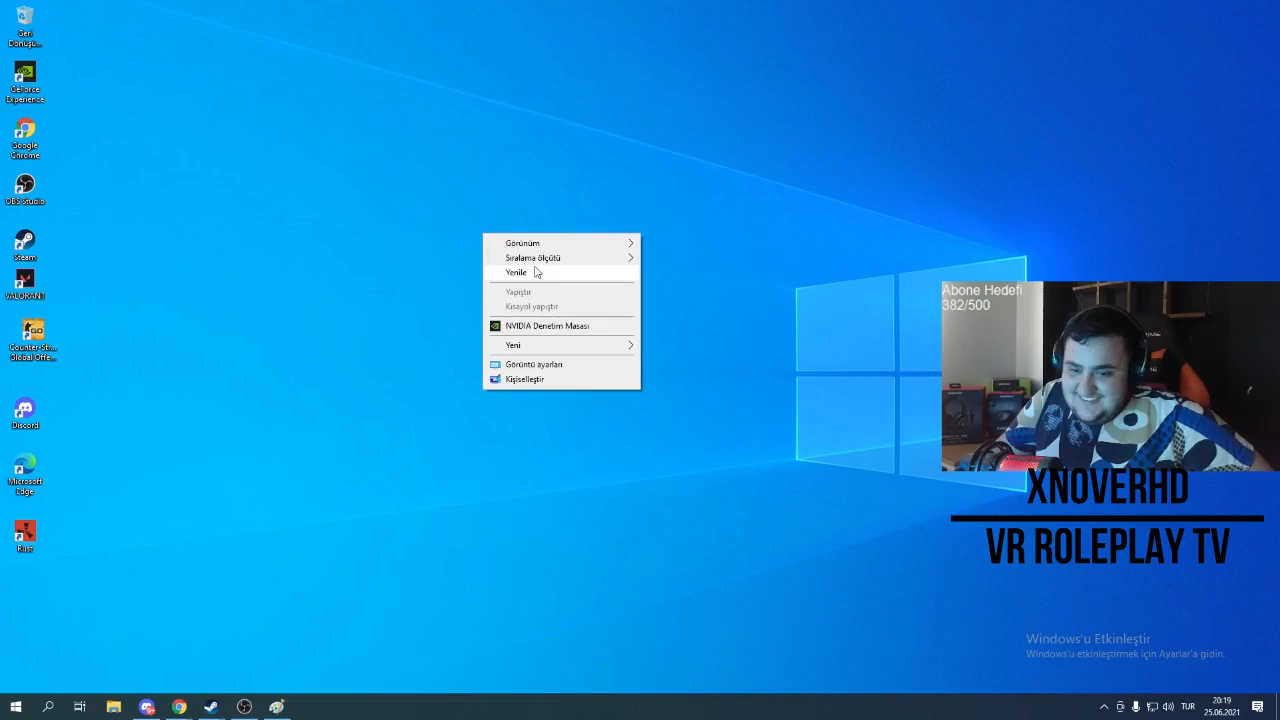 Geri
Dönüşü...
GeForce
Experience
Google
Chrome
OBS Studio
Steam
VALORANT
Counter-Str...
Global Offe...
Discord
Microsoft
Edge
Rust
Görünüm
Sıralama ölçütü
Yenile
Yapıştır
Kısayol yapıştır
NVIDIA Denetim Masası
Yeni
Görüntü ayarları
Kişiselleştir
Abone Hedefi
382/500
XNOVERHD
VR ROLEPLAY TV
Windows'u Etkinleştir
Windows'u etkinleştirmek için Ayarlar'a gidin.
TUR
20:19
25.06.2021